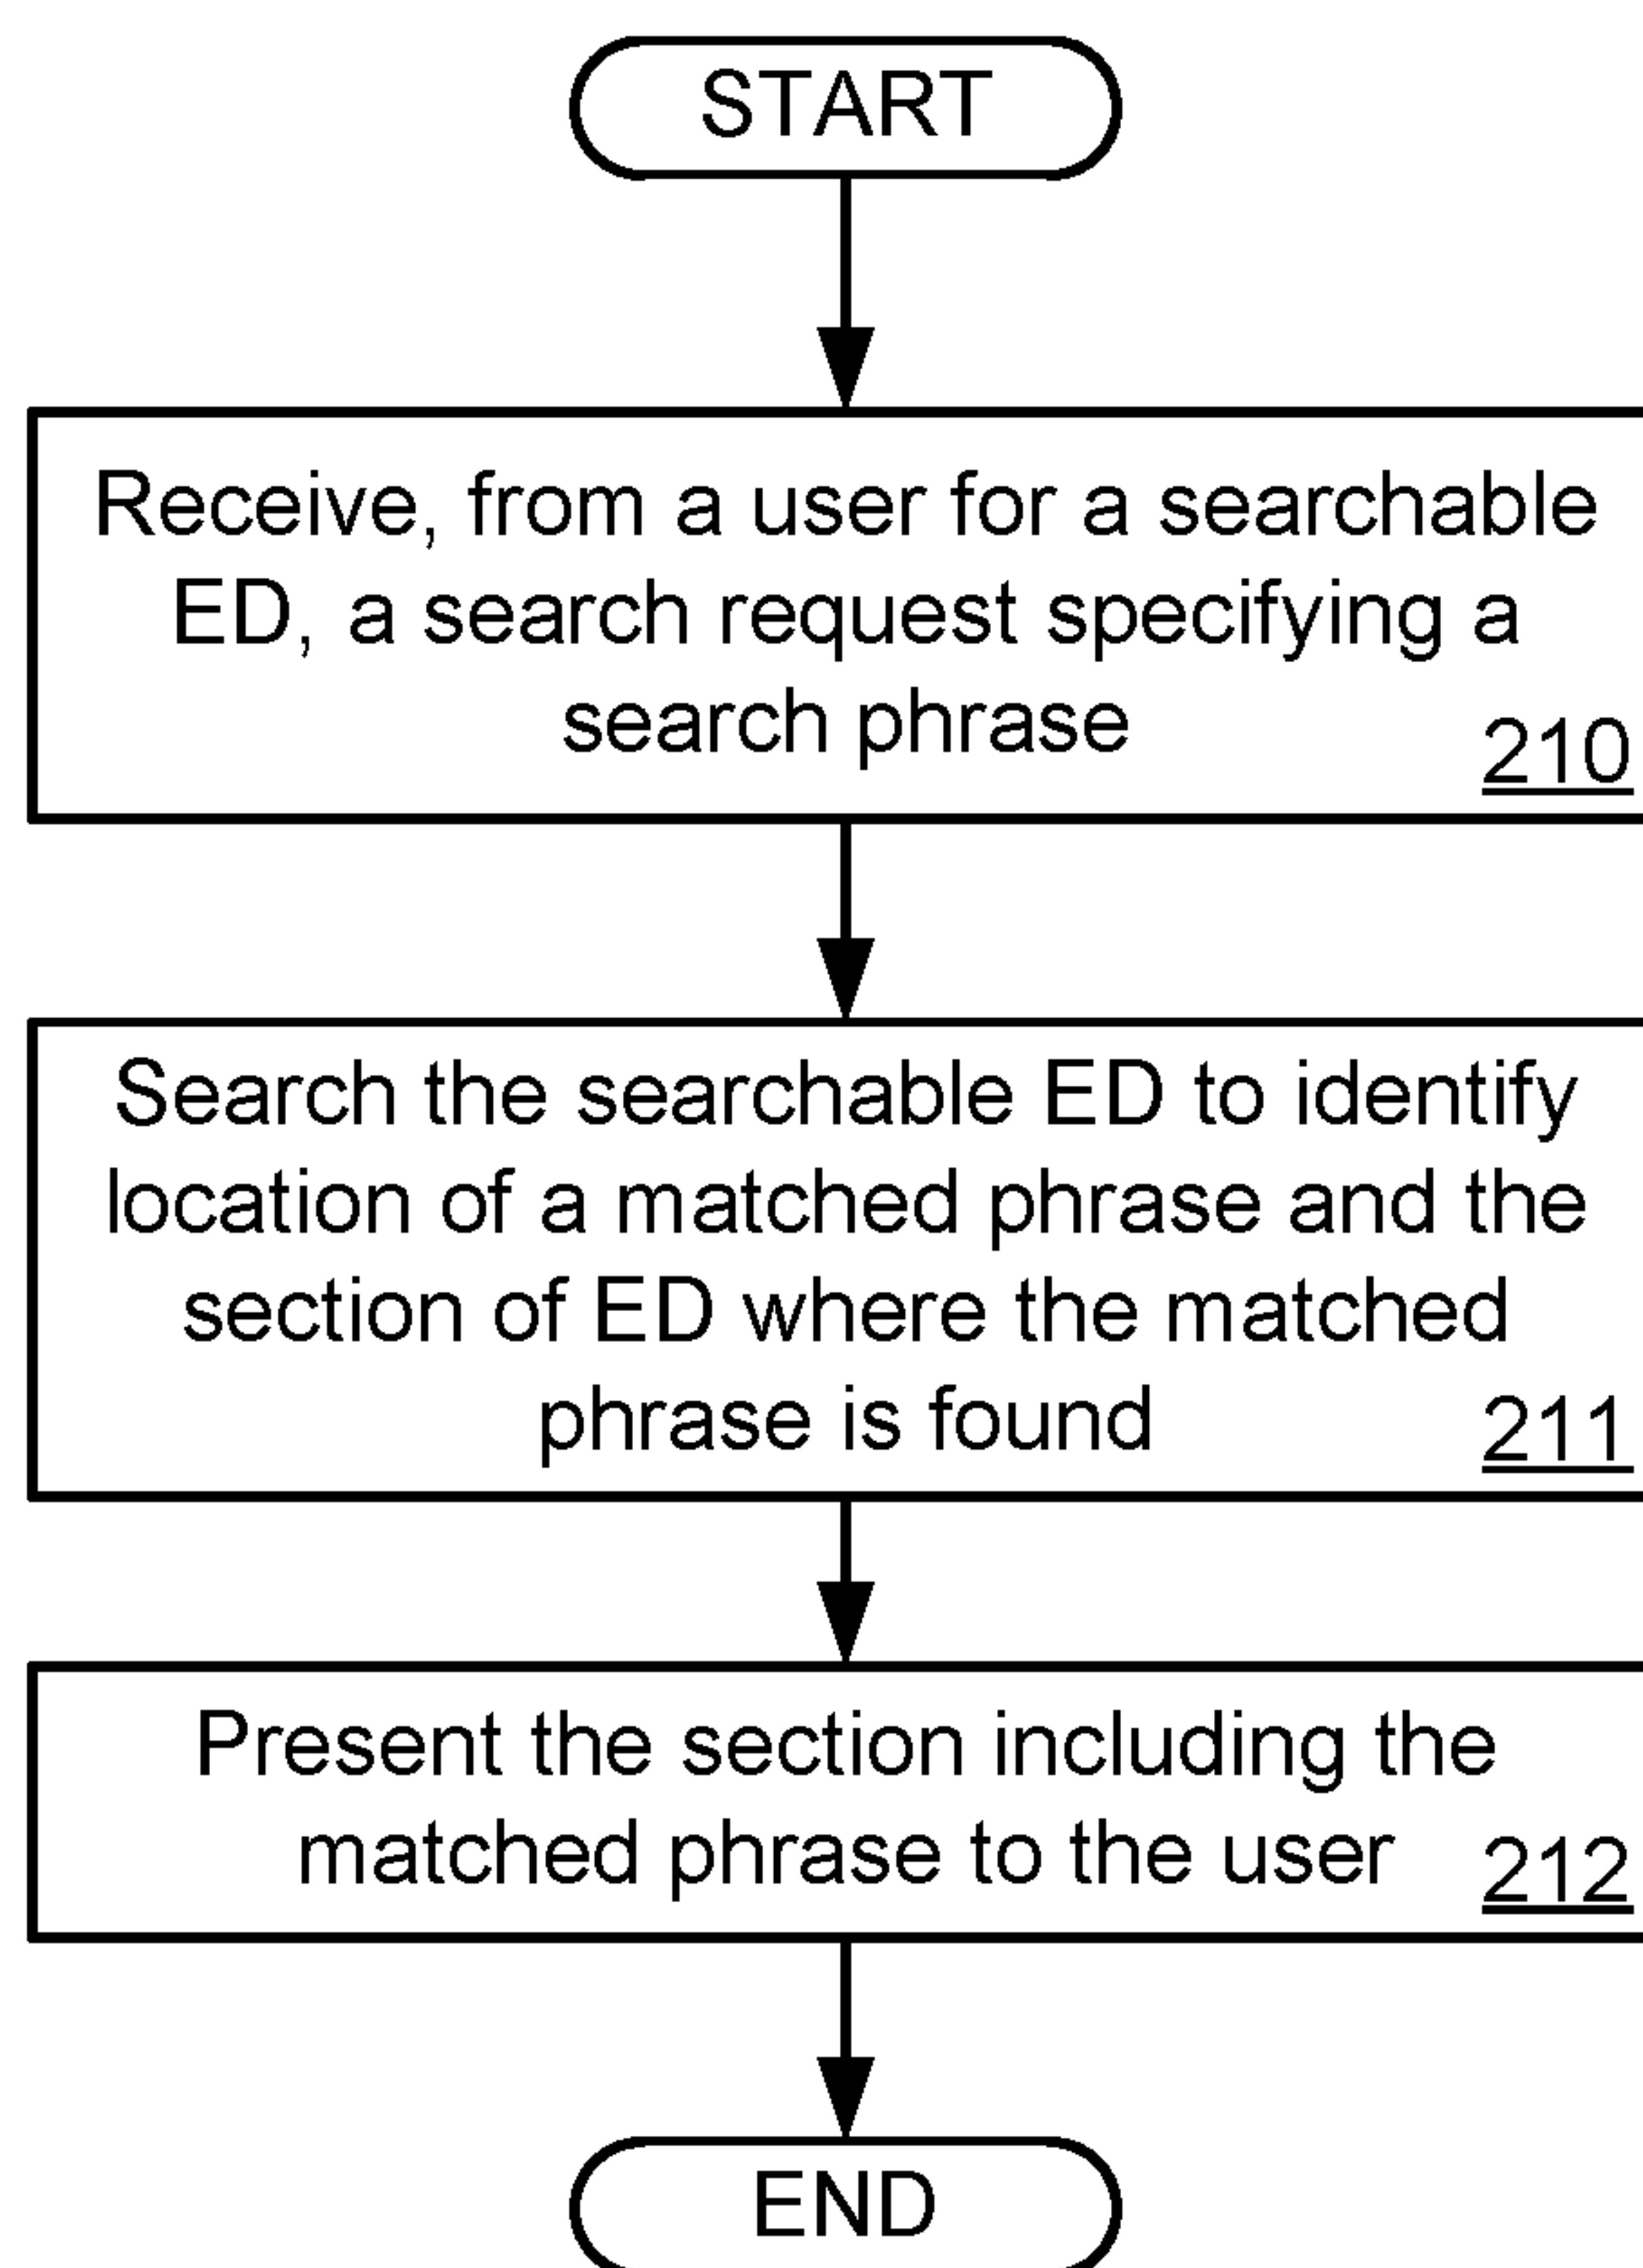 START
Receive, from a user for a searchable
ED, a search request specifying a
search phrase
210
Search the searchable ED to identify
location of a matched phrase and the
section of ED where the matched
phrase is found
211
Present the section including the
matched phrase to the user
212
END